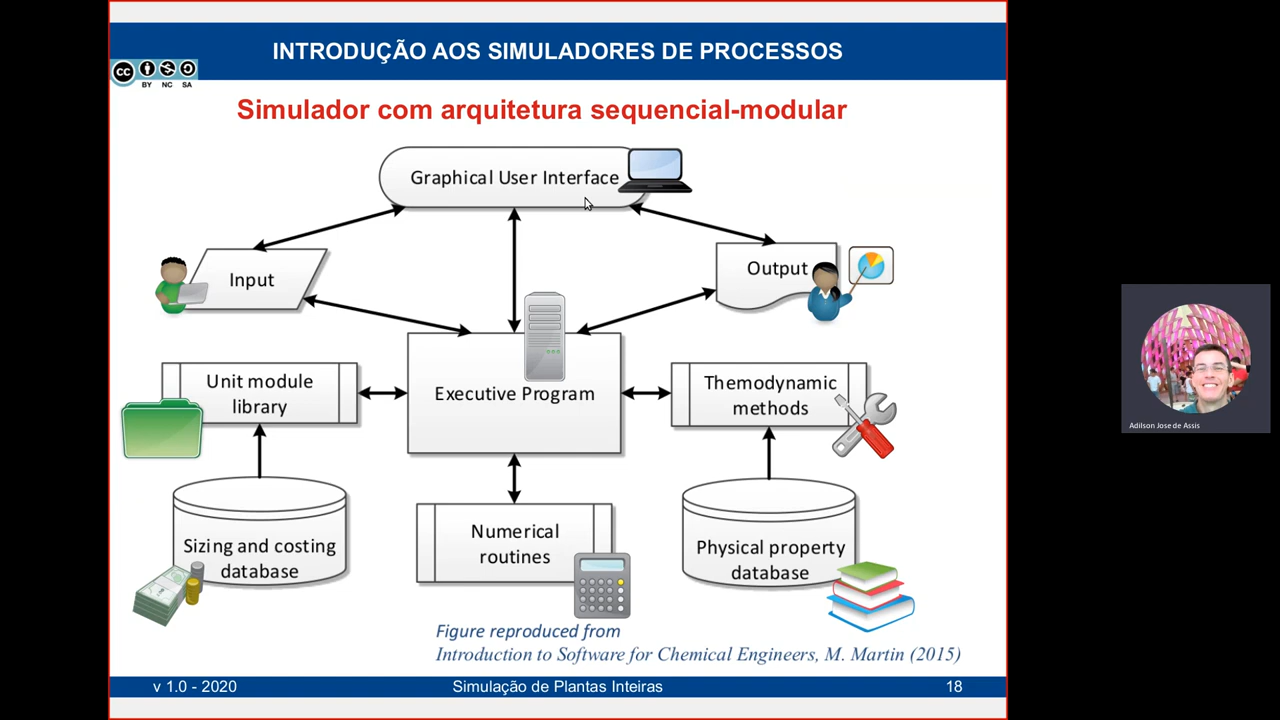 INTRODUÇÃO AOS SIMULADORES DE PROCESSOS
cc
BY NC SA
Simulador com arquitetura sequencial-modular
Graphical User Interface
Input
Output
Unit module
library
Executive Program
Themodynamic
methods
Sizing and costing
database
Numerical
routines
Physical property
database
Figure reproduced from
Introduction to Software for Chemical Engineers, M. Martin (2015)
v 1.0 - 2020
Simulação de Plantas Inteiras
18
Adilson Jose de Assis